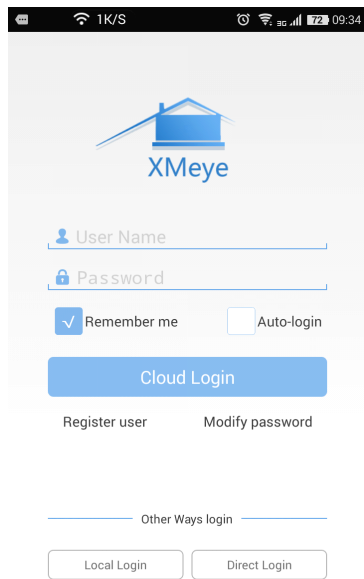 1K/S 3G 72 09:34
XMeye
User Name
Password
Remember me Auto-login
Cloud Login
Register user Modify password
Other Ways login
Local Login Direct Login